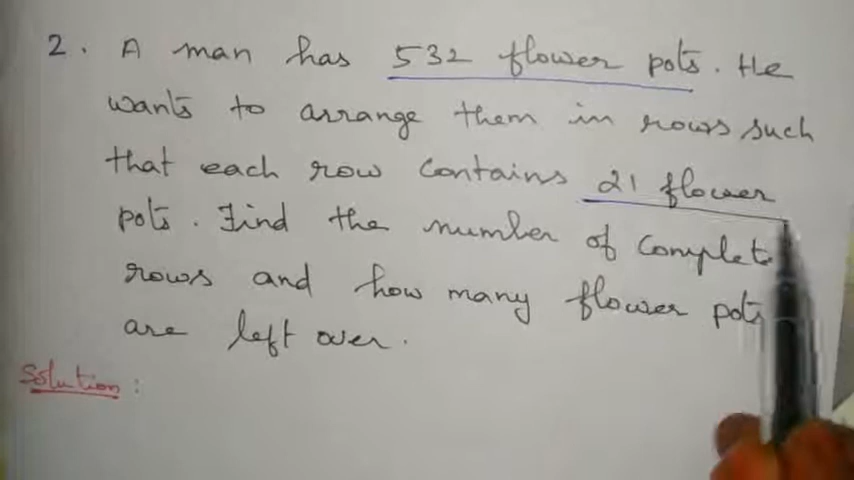 2. A man has 532 flower pots. He
wants to arrange them in rows such
that each row contains 21 flower
pots. Find the number of complete
rows and how many flower pots
are left over.
Solution: